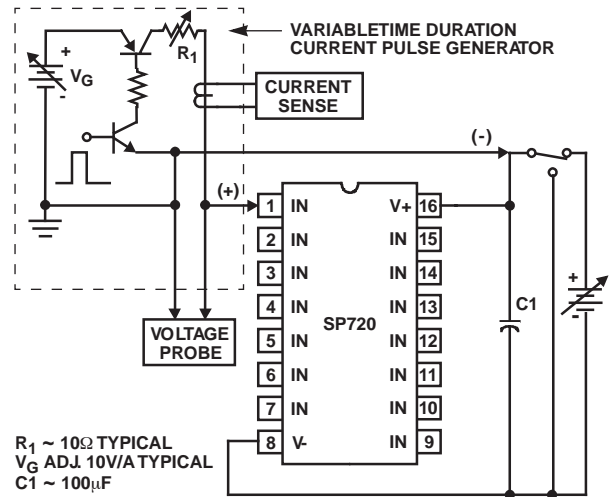 VARIABLETIME DURATION
CURRENT PULSE GENERATOR
+
VG
-
R1
CURRENT
SENSE
(-)
(+)
1 IN V+ 16
2 IN IN 15
3 IN IN 14
4 IN IN 13
5 IN IN 12
6 IN IN 11
7 IN IN 10
8 V- IN 9
SP720
C1
+
-
VOLTAGE
PROBE
R1 ~ 10Ω TYPICAL
VG ADJ. 10V/A TYPICAL
C1 ~ 100μF